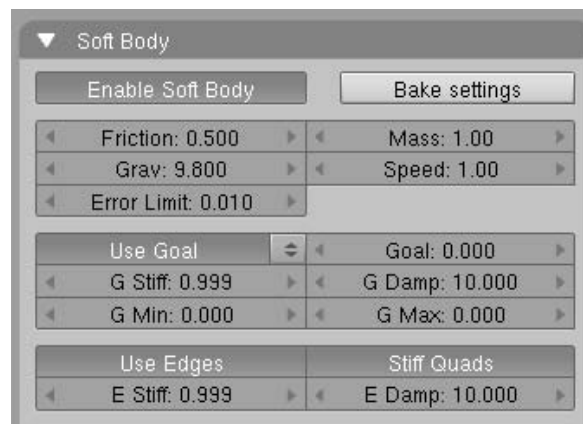 Soft Body
Enable Soft Body Bake settings
Friction: 0.500 Mass: 1.00
Grav: 9.800 Speed: 1.00
Error Limit: 0.010
Use Goal Goal: 0.000
G Stiff: 0.999 G Damp: 10.000
G Min: 0.000 G Max: 0.000
Use Edges Stiff Quads
E Stiff: 0.999 E Damp: 10.000